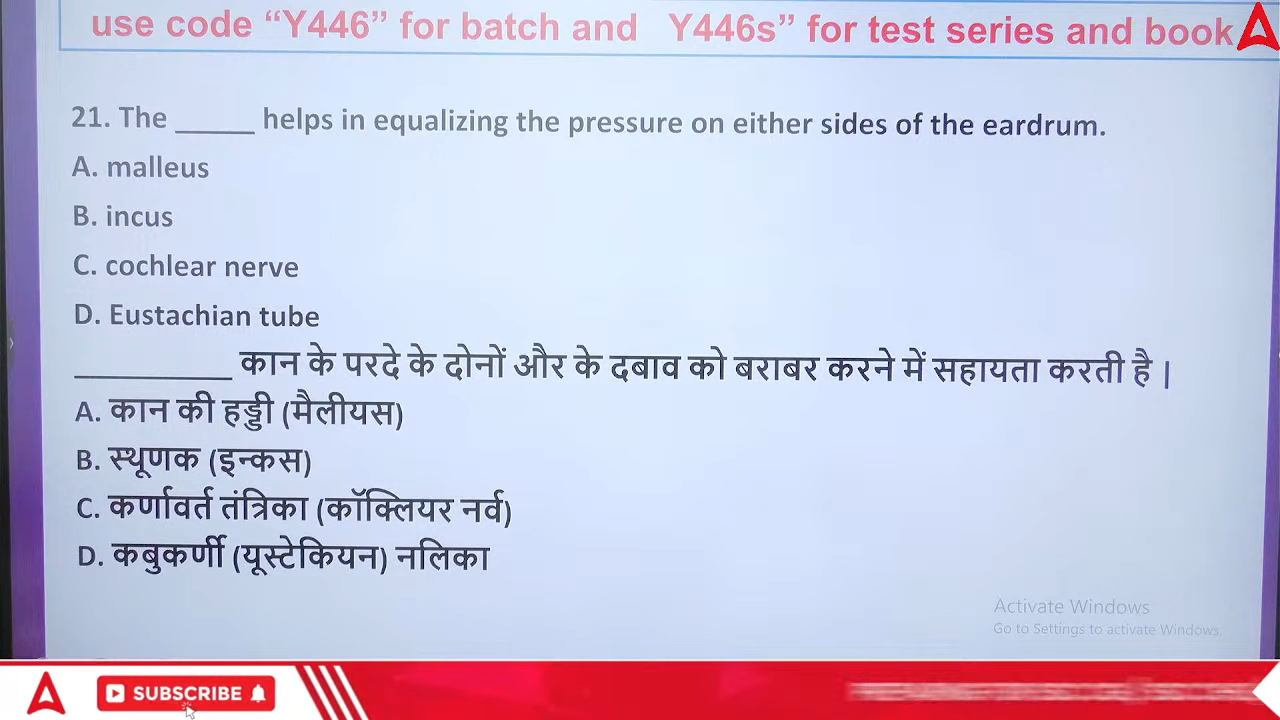 use code “Y446” for batch and Y446s” for test series and book
21. The _____ helps in equalizing the pressure on either sides of the eardrum.
A. malleus
B. incus
C. cochlear nerve
D. Eustachian tube
__________ कान के परदे के दोनों और के दबाव को बराबर करने में सहायता करती है |
A. कान की हड्डी (मैलीयस)
B. स्थूणक (इन्कस)
C. कर्णावर्त तंत्रिका (कॉक्लियर नर्व)
D. कबुकर्णी (यूस्टेकियन) नलिका
Activate Windows
Go to Settings to activate Windows.
SUBSCRIBE